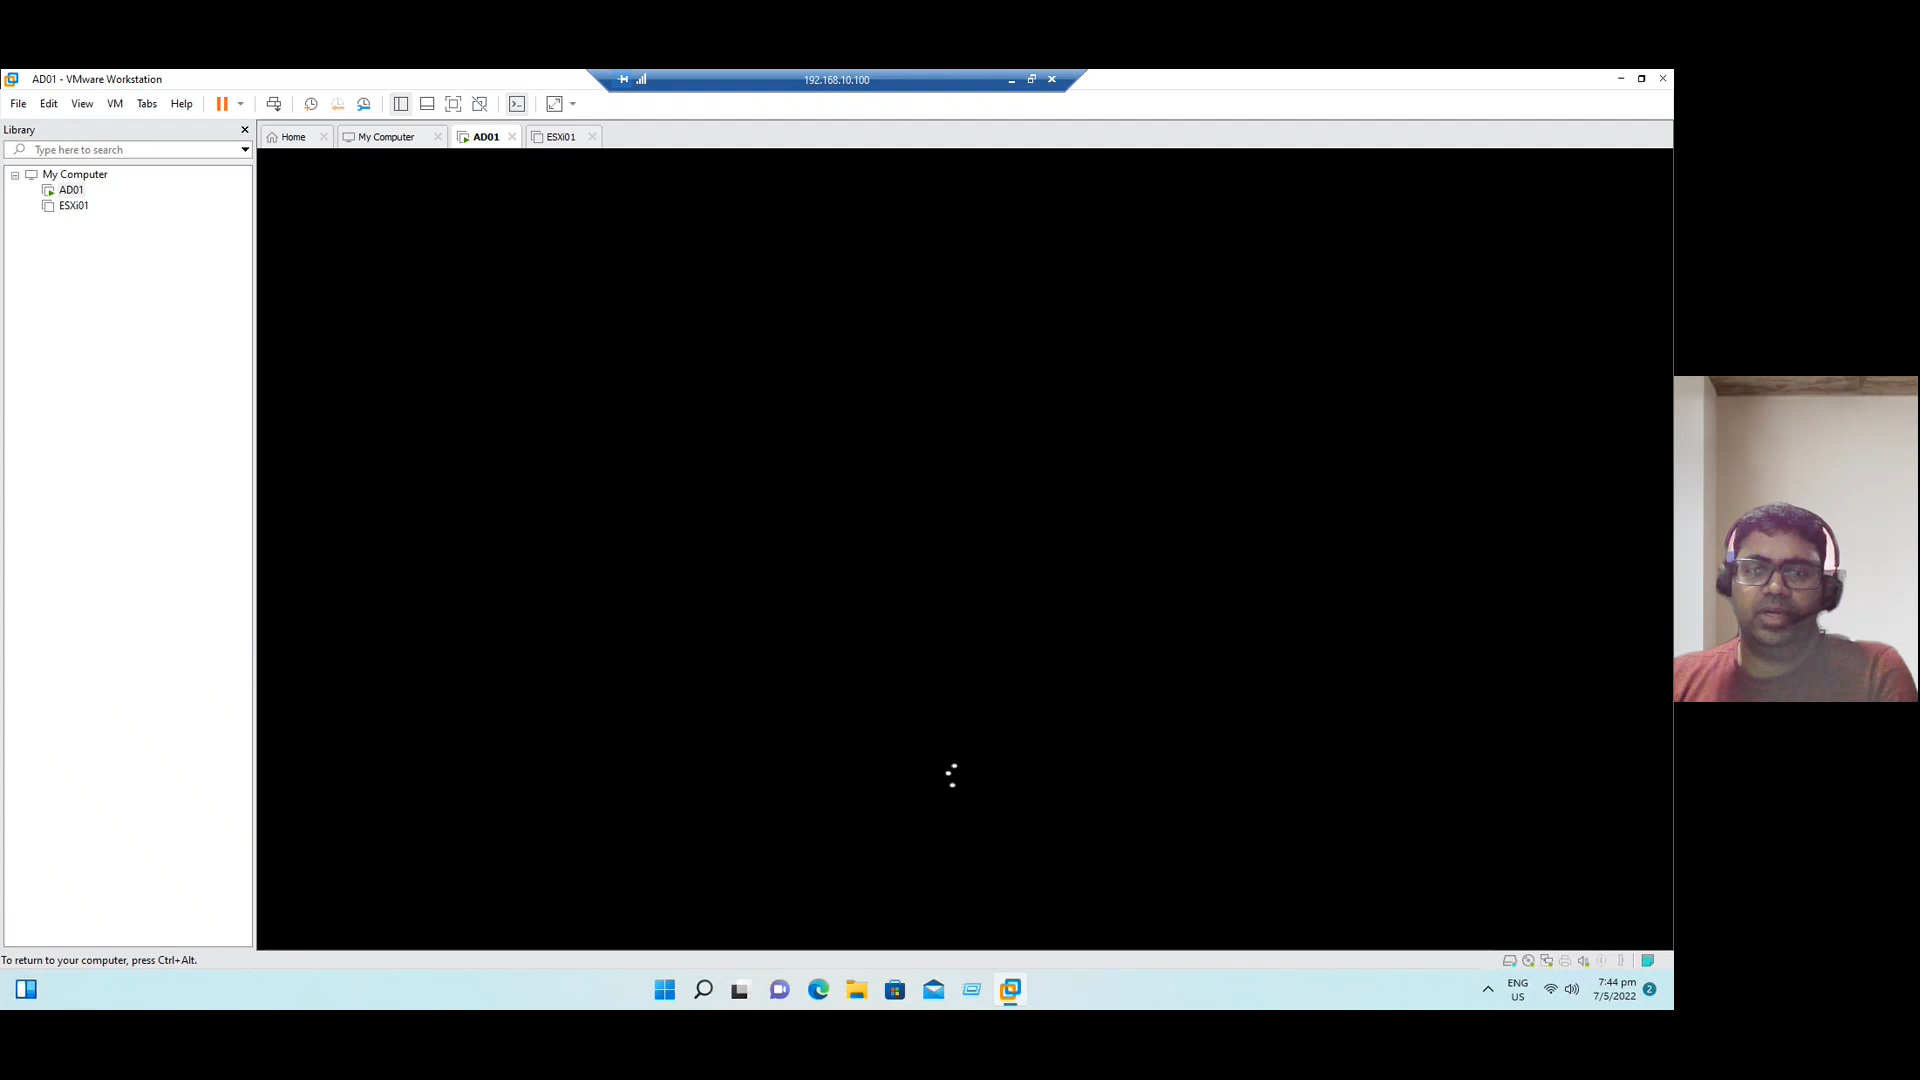 AD01 - VMware Workstation
192.168.10.100
File Edit View VM Tabs Help
Library
Type here to search
Home
My Computer
AD01
ESXi01
My Computer
AD01
ESXi01
To return to your computer, press Ctrl+Alt.
ENG
US
7:44 pm
7/5/2022
2